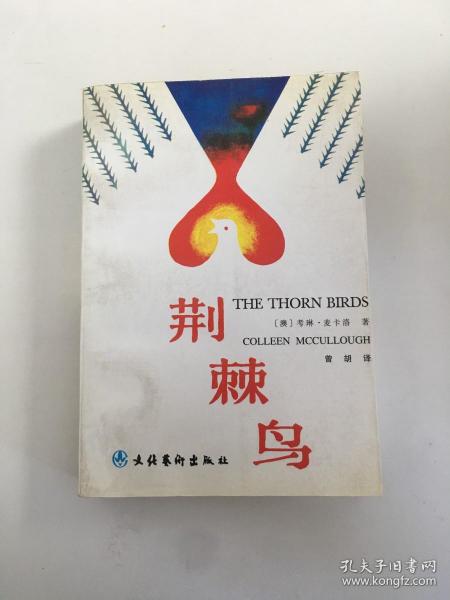 荆棘鸟
THE THORN BIRDS
［澳］考琳·麦卡洛 著
COLLEEN MCCULLOUGH
曾胡译
文化艺术出版社
孔夫子旧书网
www.kongfz.com